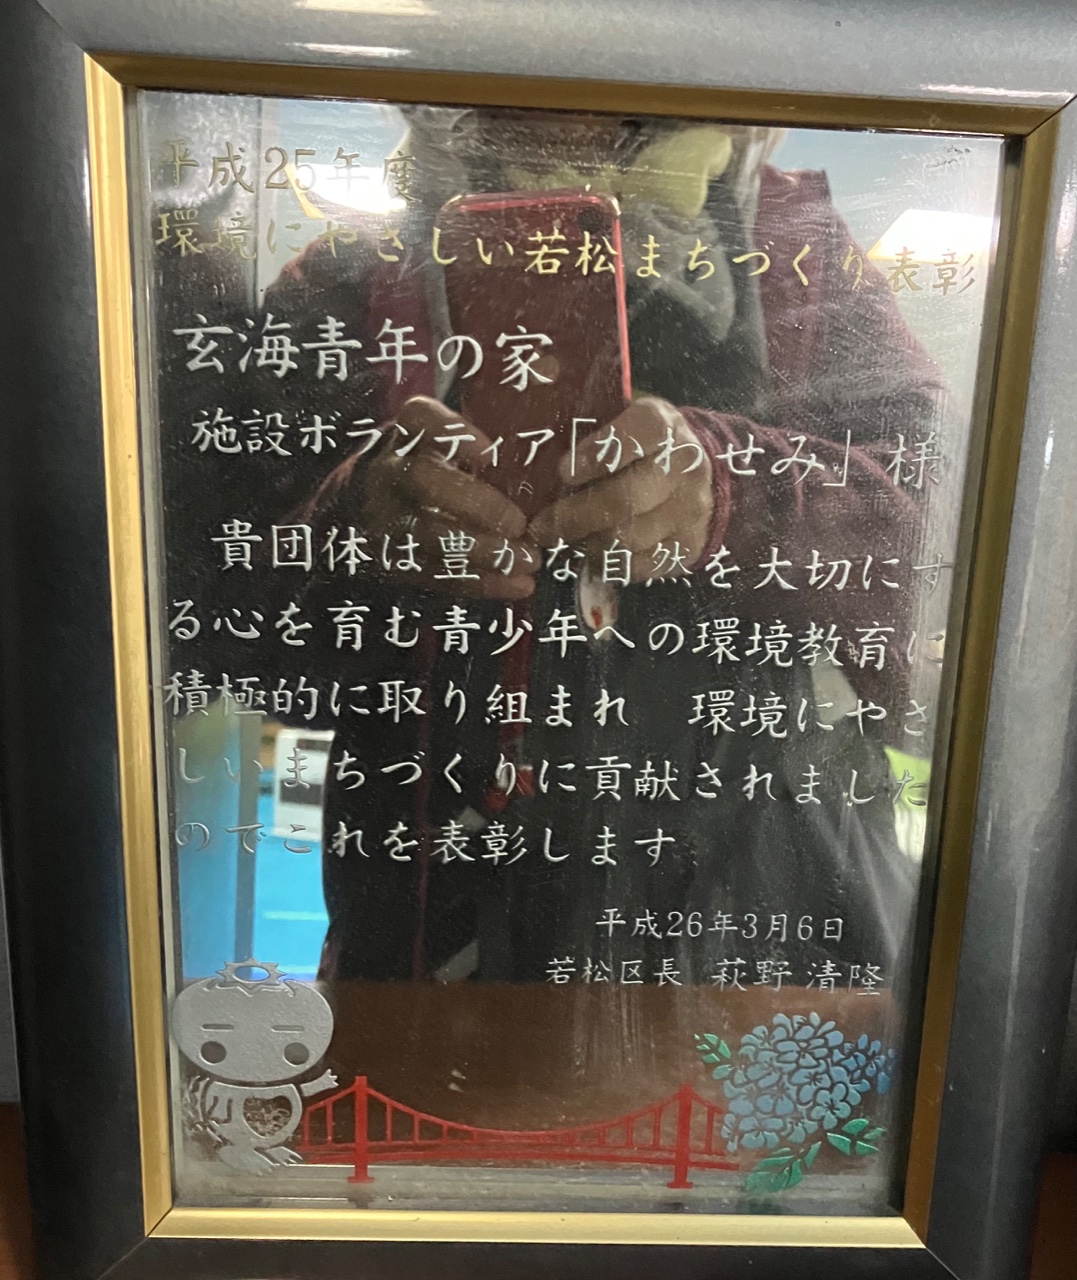 平成25年度
環境にやさしい若松まちづくり表彰
玄海青年の家
施設ボランティア「かわせみ」様
貴団体は豊かな自然を大切にす
る心を育む青少年への環境教育に
積極的に取り組まれ　環境にやさ
しいまちづくりに貢献されました
のでこれを表彰します
平成26年3月6日
若松区長　萩野 清隆